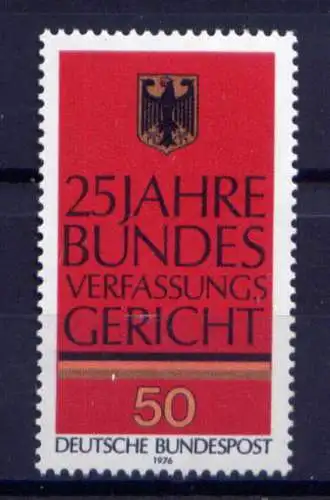 25 JAHRE
BUNDES
VERFASSUNGS
GERICHT
50
DEUTSCHE BUNDESPOST
1976